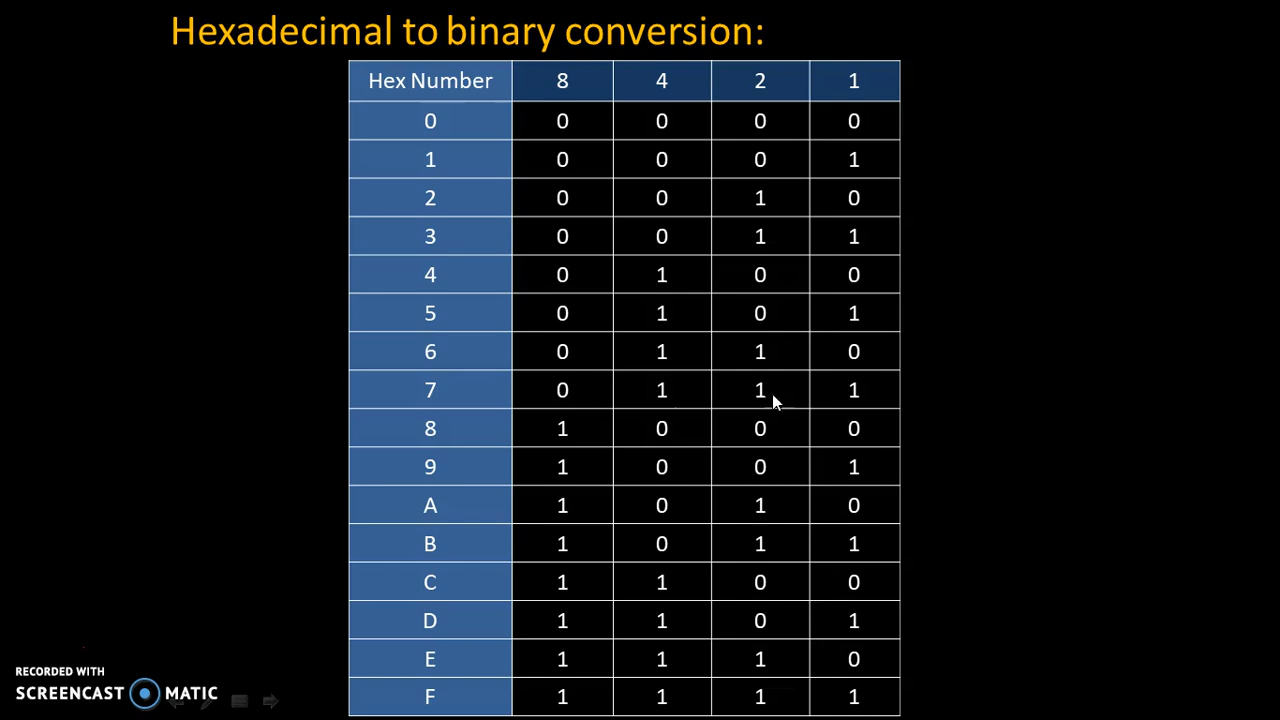 Hexadecimal to binary conversion:
Hex Number 8 4 2 1
0 0 0 0 0
1 0 0 0 1
2 0 0 1 0
3 0 0 1 1
4 0 1 0 0
5 0 1 0 1
6 0 1 1 0
7 0 1 1 1
8 1 0 0 0
9 1 0 0 1
A 1 0 1 0
B 1 0 1 1
C 1 1 0 0
D 1 1 0 1
E 1 1 1 0
F 1 1 1 1
RECORDED WITH
SCREENCAST MATIC